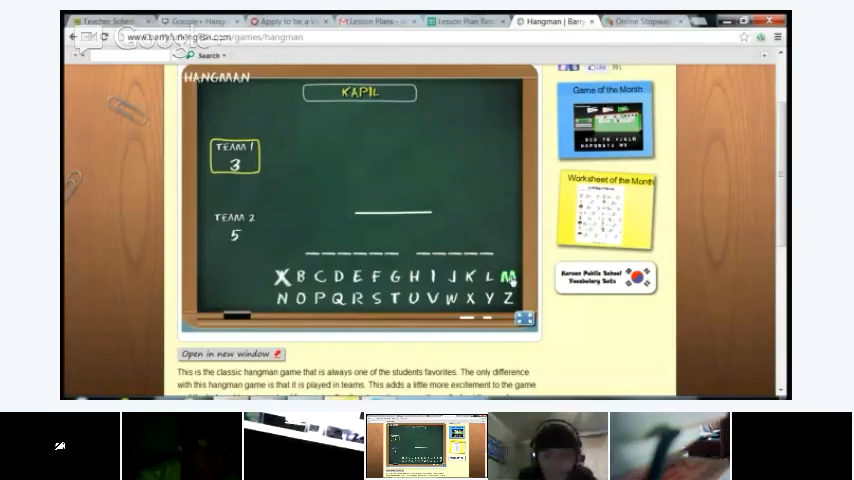 Teacher Sched
Google+ Hang
Apply to be a V
Gmail Lesson Plans -
Lesson Plan Res
Hangman | Barry
Online Stopwat
Google+
www.barryfunenglish.com/games/hangman
Search
HANGMAN
KAPIL
TEAM 1
3
TEAM 2
5
X B C D E F G H I J K L M
N O P Q R S T U V W X Y Z
Like
Game of the Month
Worksheet of the Month
Korean Public School
Vocabulary Sets
Open in new window
This is the classic hangman game that is always one of the students favorites. The only difference
with this hangman game is that it is played in teams. This adds a little more excitement to the game